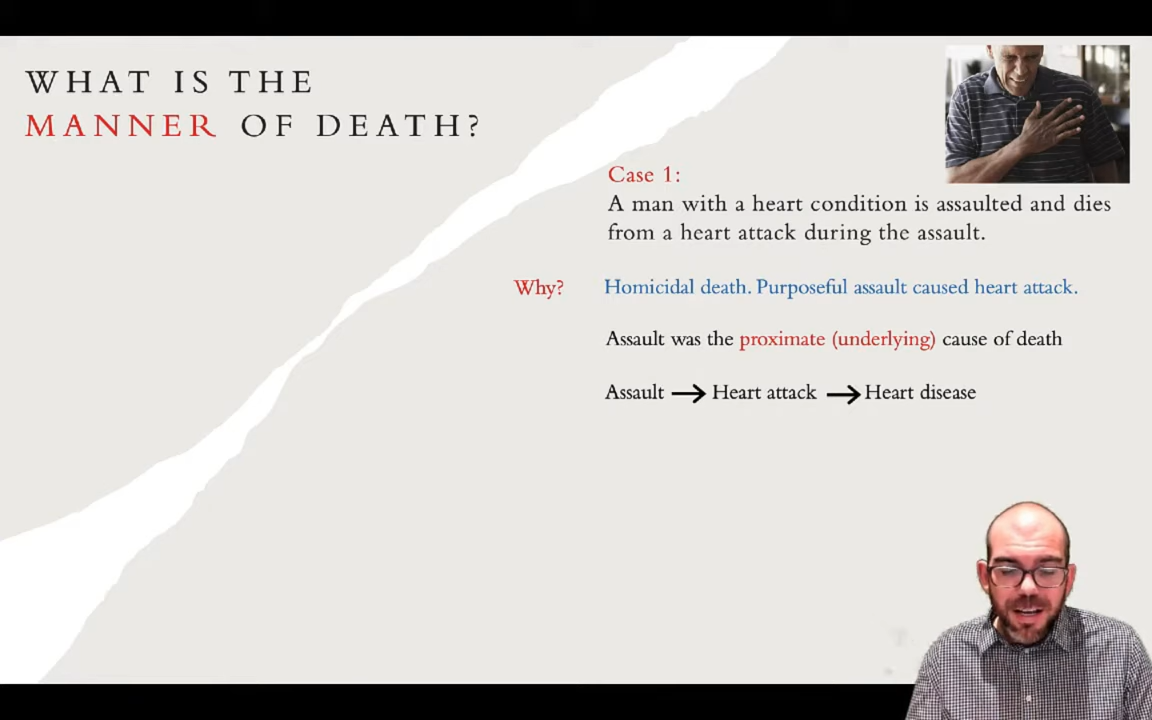 WHAT IS THE
MANNER OF DEATH?
Case 1:
A man with a heart condition is assaulted and dies
from a heart attack during the assault.
Why? Homicidal death. Purposeful assault caused heart attack.
Assault was the proximate (underlying) cause of death
Assault → Heart attack → Heart disease